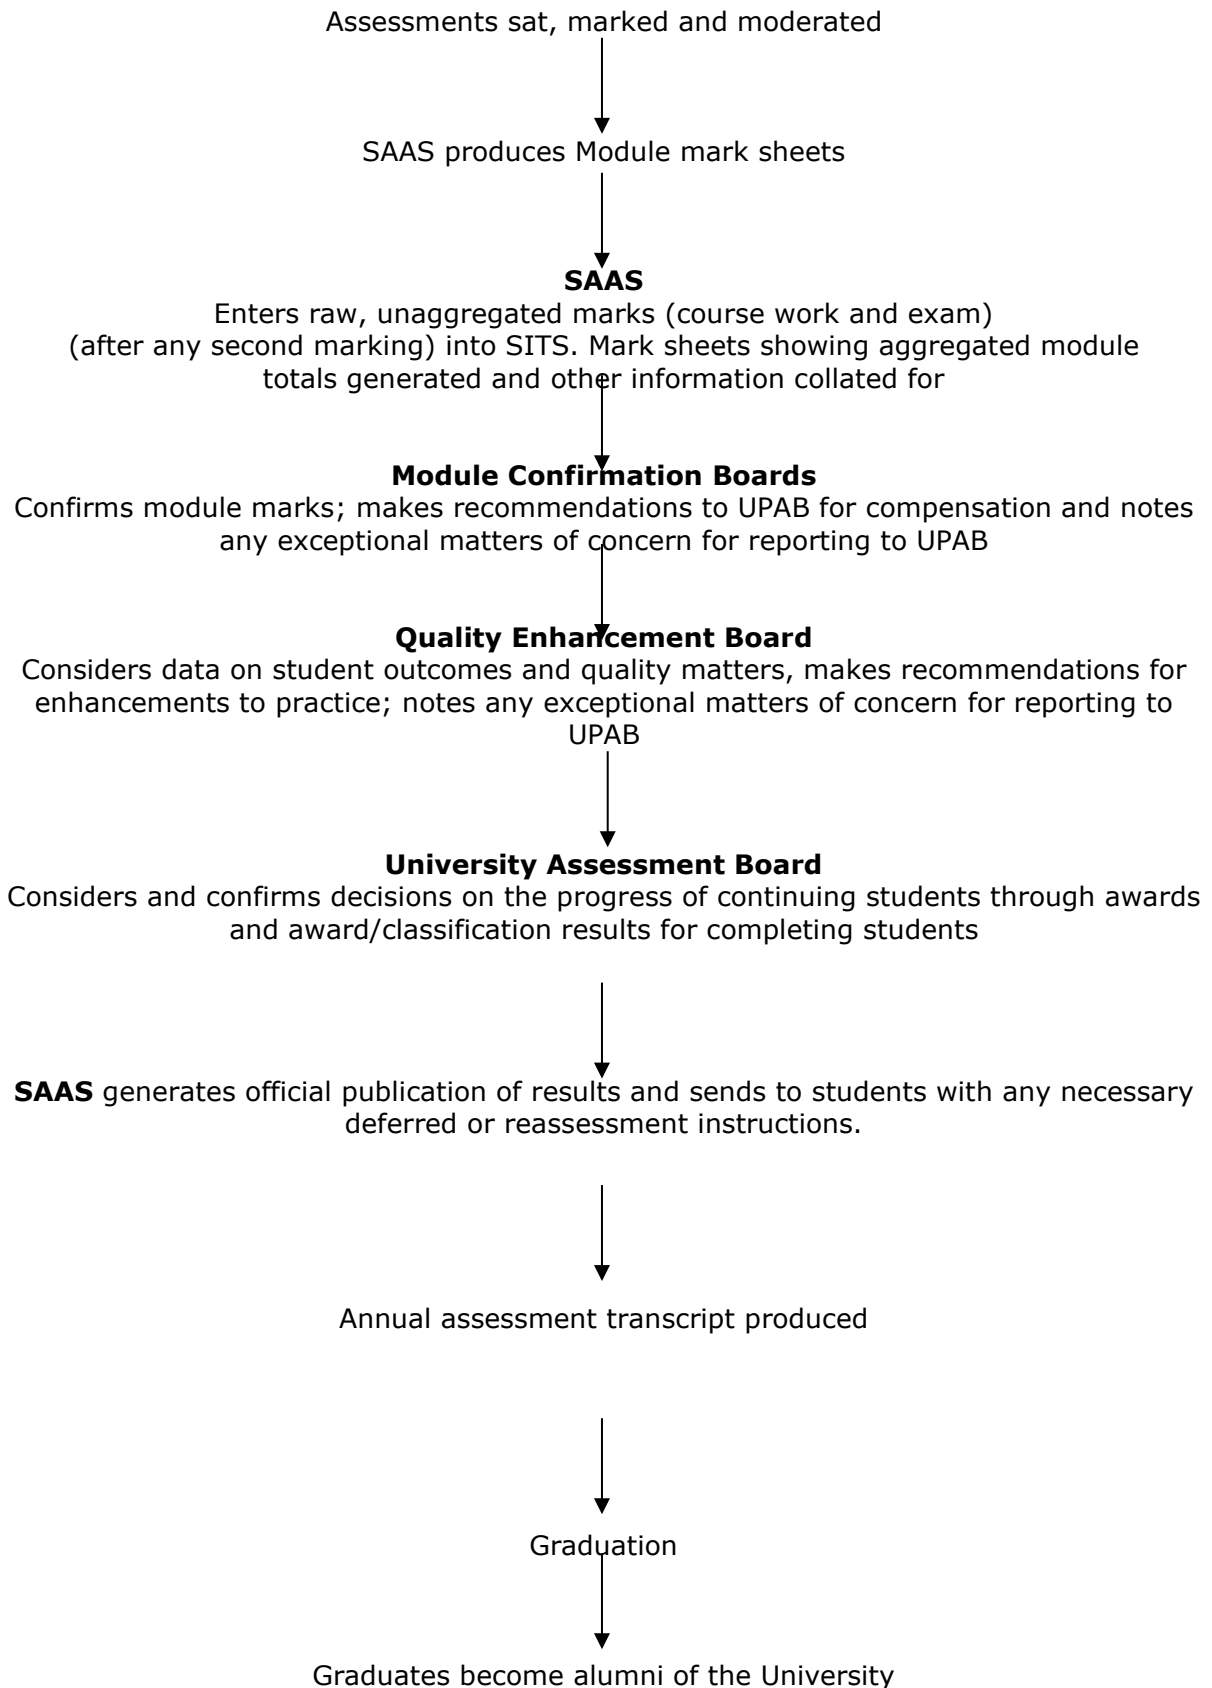 Assessments sat, marked and moderated
SAAS produces Module mark sheets
SAAS
Enters raw, unaggregated marks (course work and exam)
(after any second marking) into SITS. Mark sheets showing aggregated module
totals generated and other information collated for
Module Confirmation Boards
Confirms module marks; makes recommendations to UPAB for compensation and notes
any exceptional matters of concern for reporting to UPAB
Quality Enhancement Board
Considers data on student outcomes and quality matters, makes recommendations for
enhancements to practice; notes any exceptional matters of concern for reporting to
UPAB
University Assessment Board
Considers and confirms decisions on the progress of continuing students through awards
and award/classification results for completing students
SAAS generates official publication of results and sends to students with any necessary
deferred or reassessment instructions.
Annual assessment transcript produced
Graduation
Graduates become alumni of the University